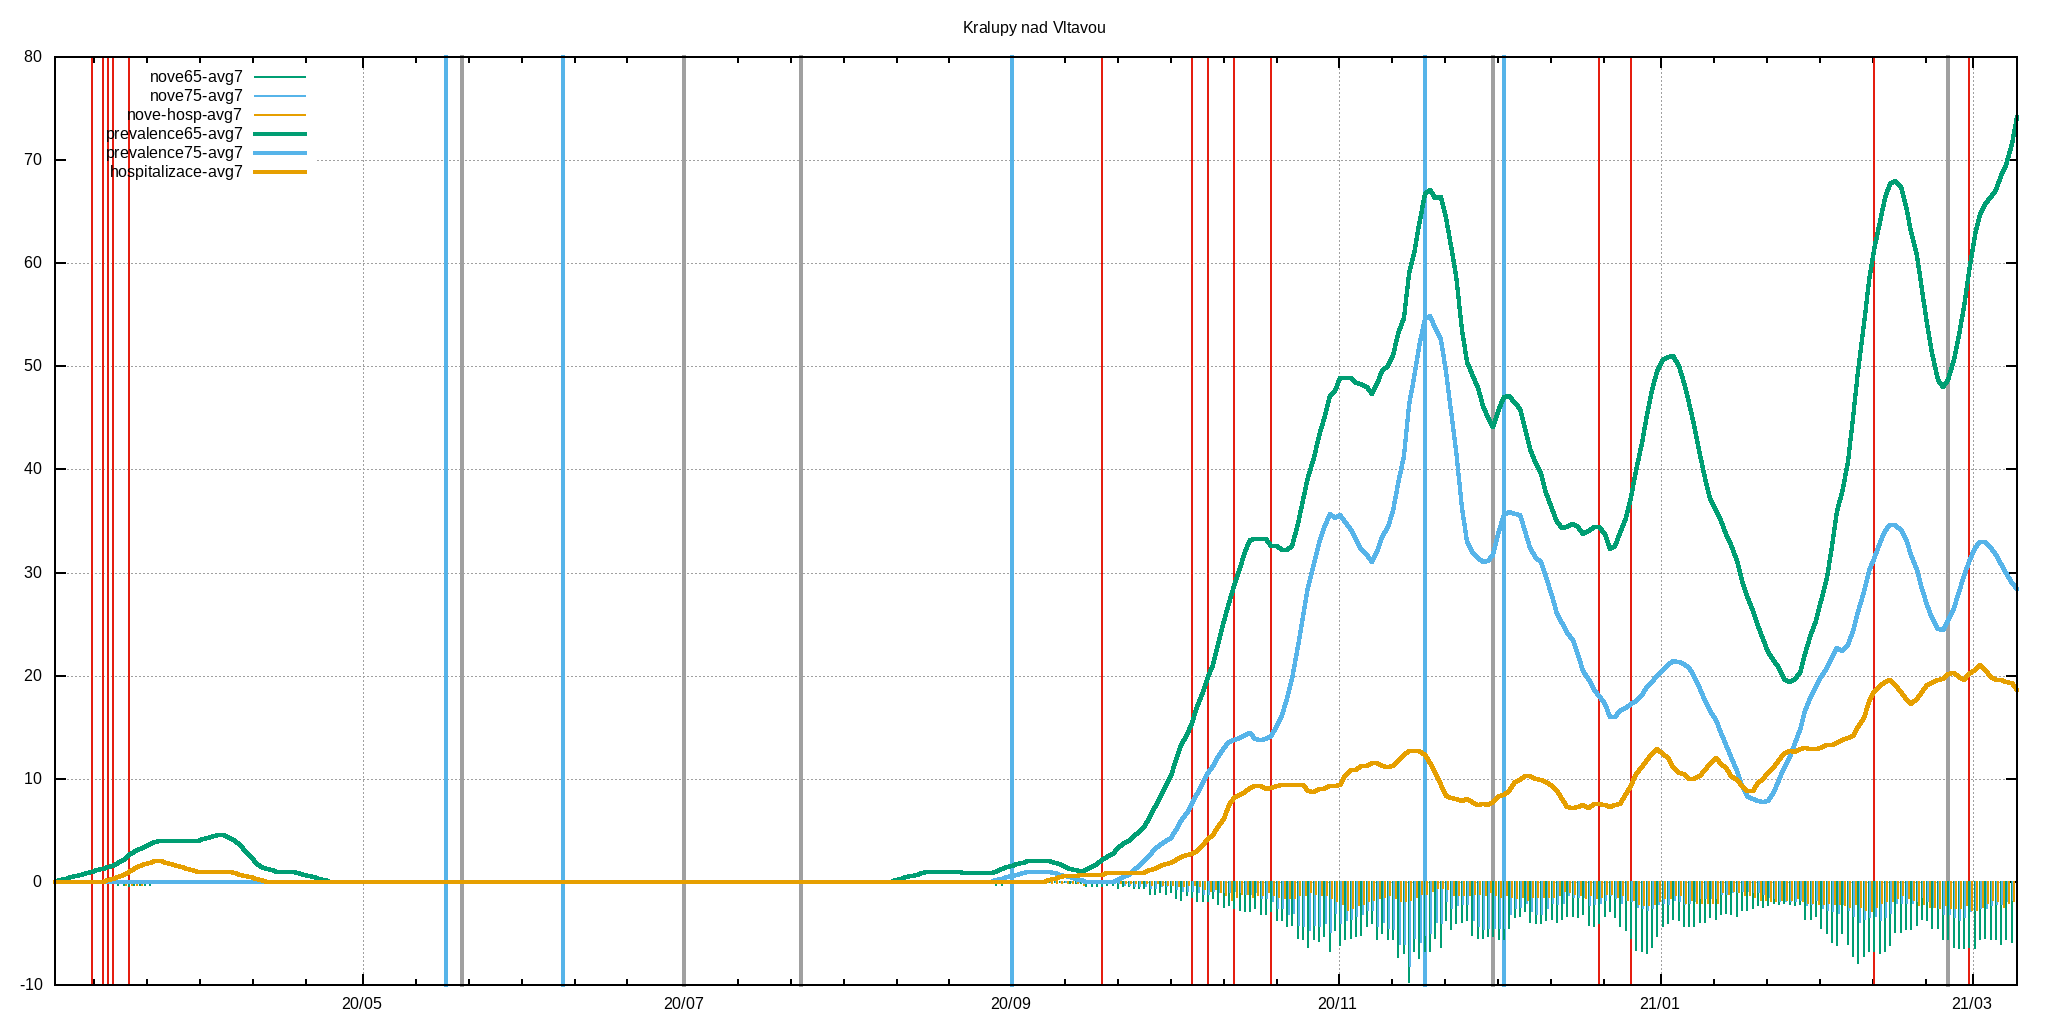 Kralupy nad Vltavou
80
70
60
50
40
30
20
10
0
-10
nove65-avg7
nove75-avg7
nove-hosp-avg7
prevalence65-avg7
prevalence75-avg7
hospitalizace-avg7
20/05
20/07
20/09
20/11
21/01
21/03